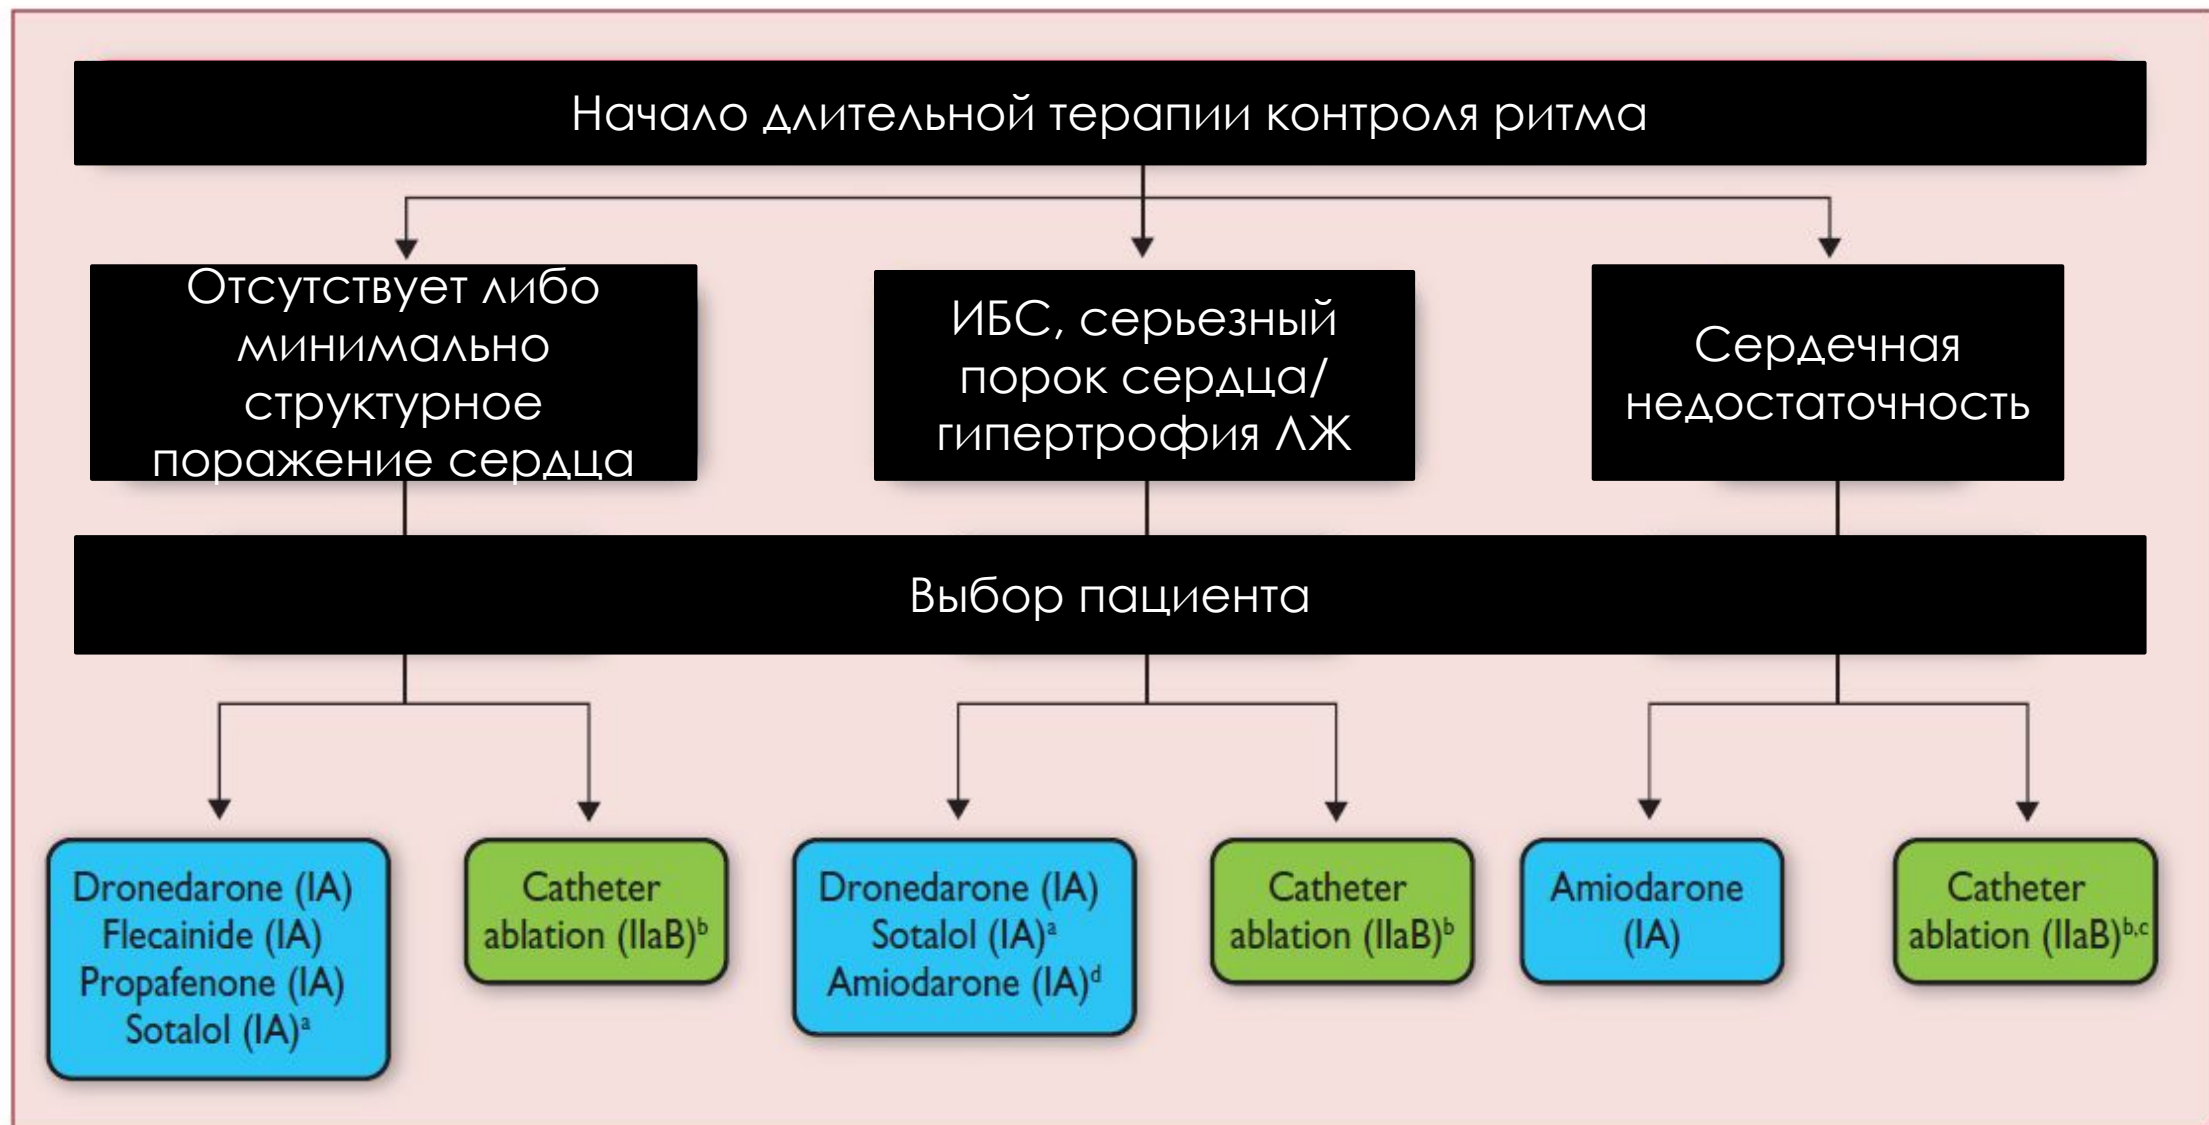 Начало длительной терапии контроля ритма
Отсутствует либо
минимально
структурное
поражение сердца
ИБС, серьезный
порок сердца/
гипертрофия ЛЖ
Сердечная
недостаточность
Выбор пациента
Dronedarone (IA)
Flecainide (IA)
Propafenone (IA)
Sotalol (IA)ᵃ
Catheter
ablation (IIaB)ᵇ
Dronedarone (IA)
Sotalol (IA)ᵃ
Amiodarone (IA)ᵈ
Catheter
ablation (IIaB)ᵇ
Amiodarone
(IA)
Catheter
ablation (IIaB)ᵇ,ᶜ